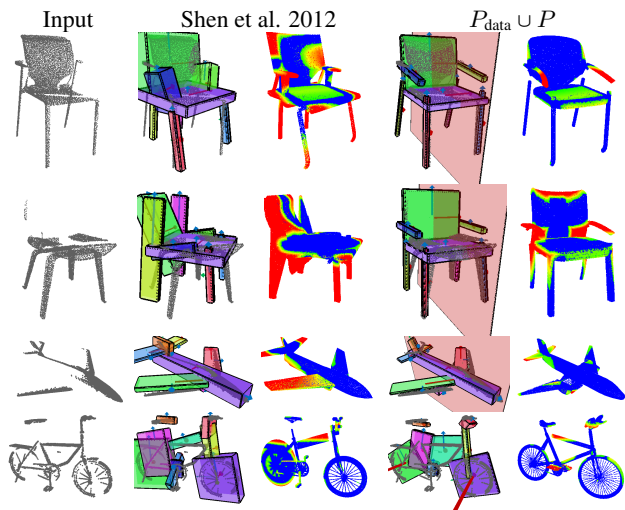 Input Shen et al. 2012 P_data ∪ P